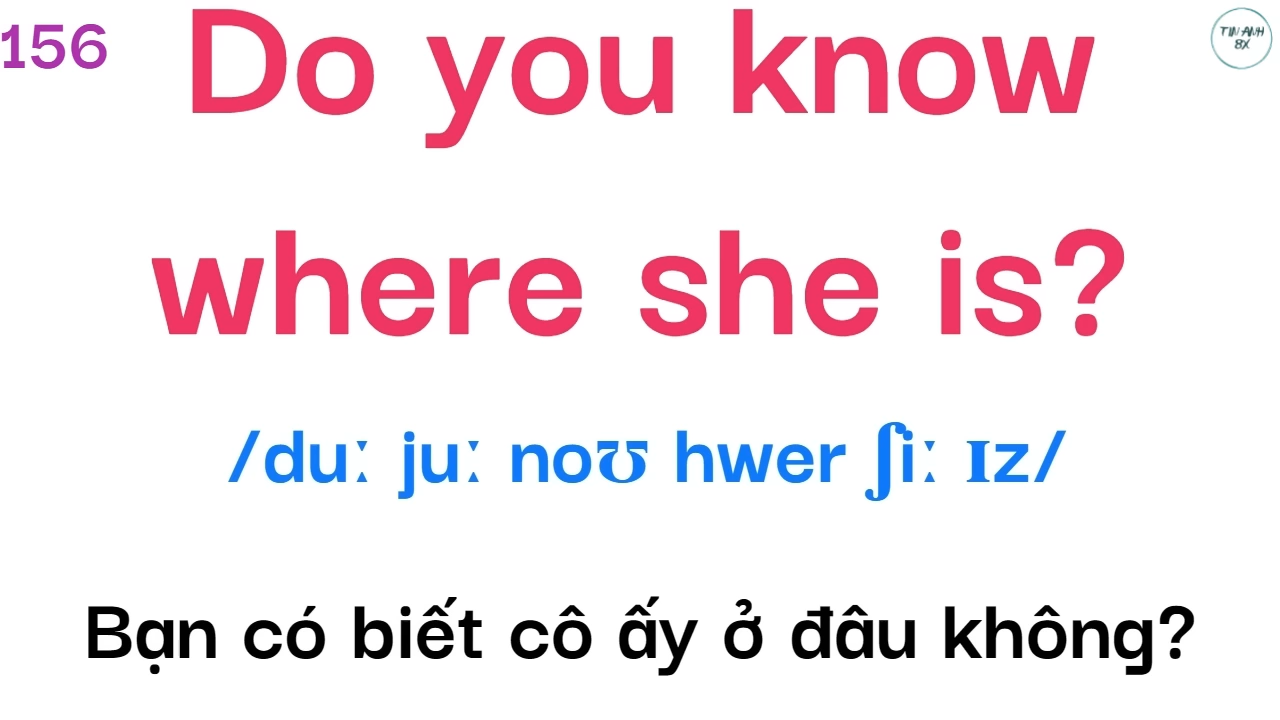 156
TIN ANH
8X
Do you know
where she is?
/duː juː noʊ hwer ʃiː ɪz/
Bạn có biết cô ấy ở đâu không?